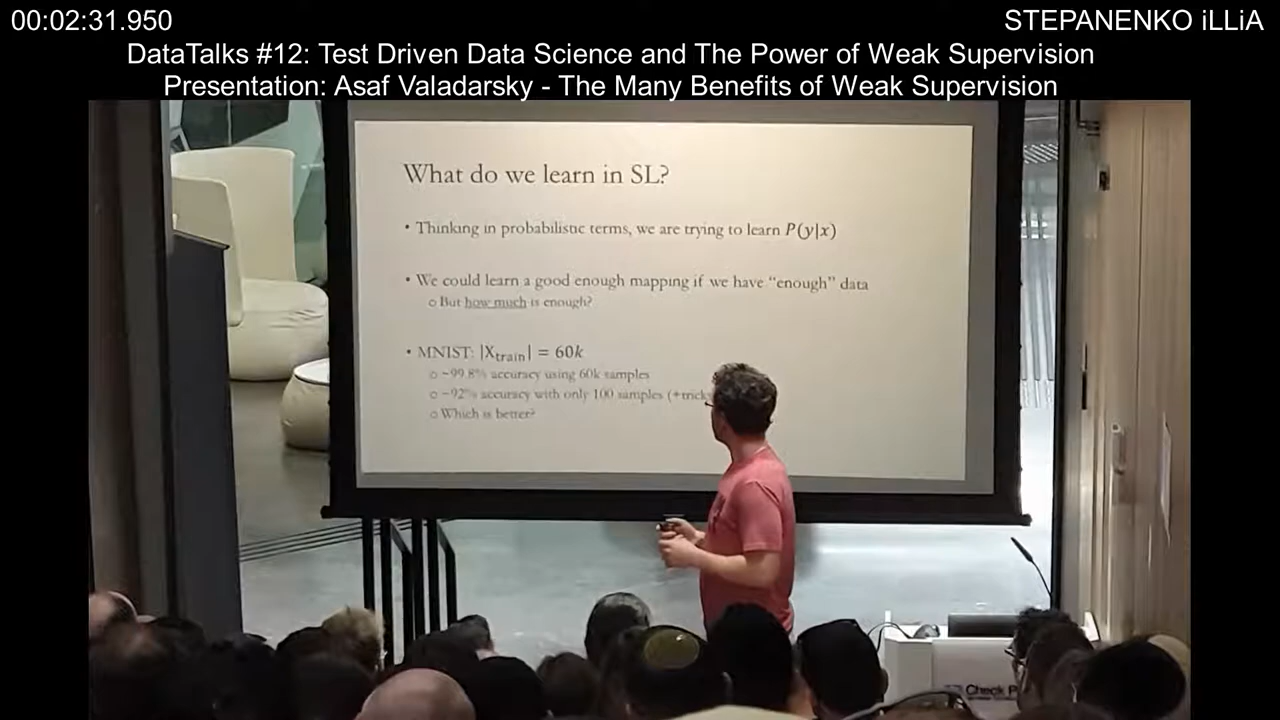 00:02:31.950
STEPANENKO iLLiA
DataTalks #12: Test Driven Data Science and The Power of Weak Supervision
Presentation: Asaf Valadarsky - The Many Benefits of Weak Supervision
What do we learn in SL?
• Thinking in probabilistic terms, we are trying to learn P(y|x)
• We could learn a good enough mapping if we have “enough” data
o But how much is enough?
• MNIST: |Xtrain| = 60k
o ~99.8% accuracy using 60k samples
o ~92% accuracy with only 100 samples (+trick
o Which is better?
Check P